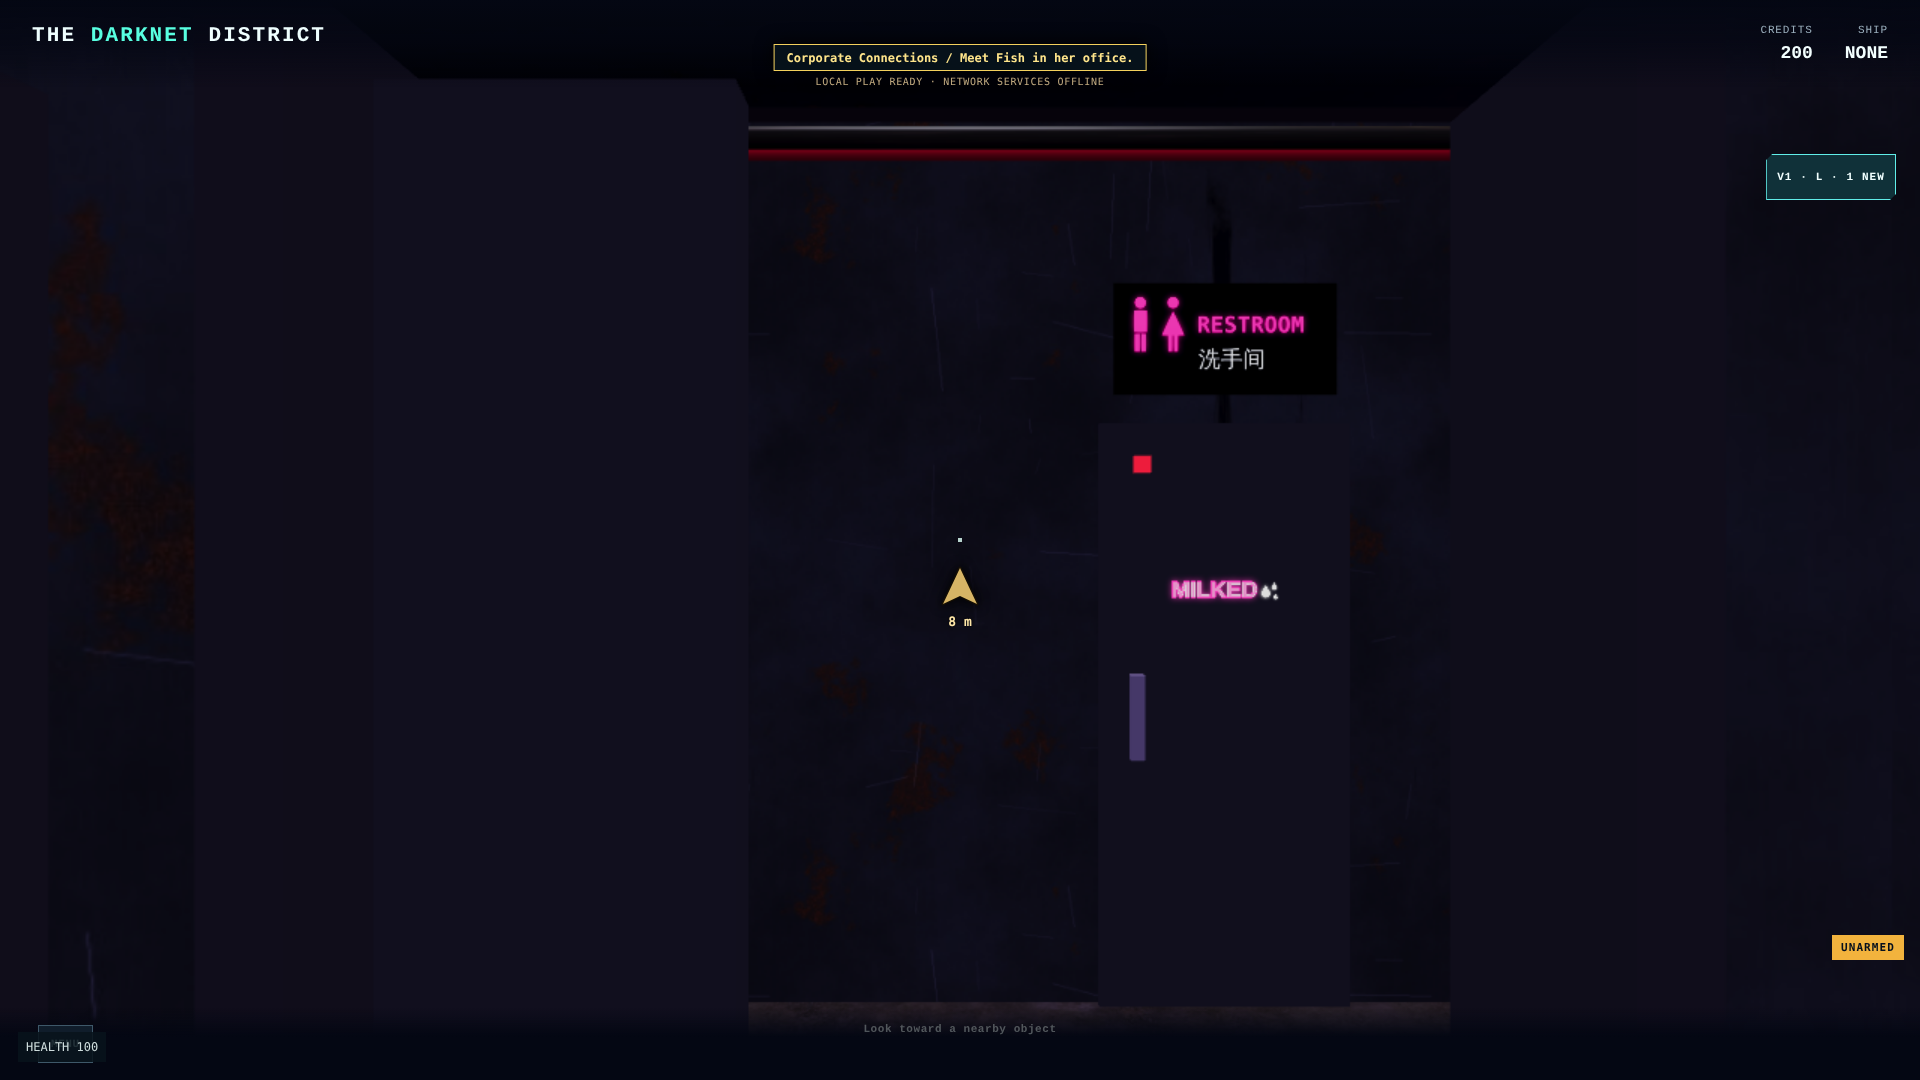 THE DARKNET DISTRICT
Corporate Connections / Meet Fish in her office.
LOCAL PLAY READY · NETWORK SERVICES OFFLINE
CREDITS
200
SHIP
NONE
V1 · L · 1 NEW
RESTROOM
洗手间
MILKED
8 m
UNARMED
Look toward a nearby object
HEALTH 100